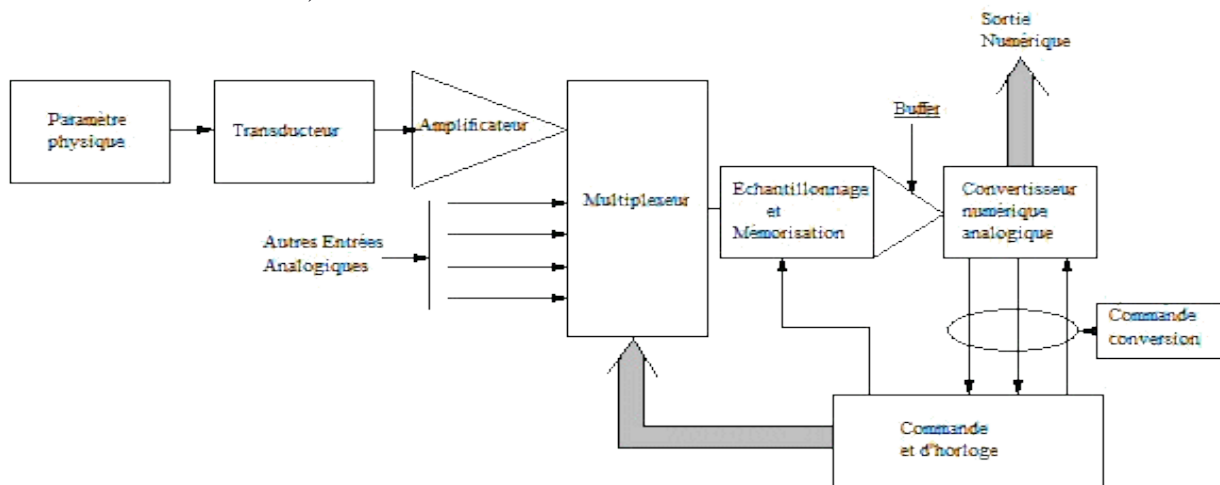 Sortie
Numérique
Buffer
Paramètre
physique
Transducteur
Amplificateur
Multiplexeur
Echantillonnage
et
Mémorisation
Convertisseur
numérique
analogique
Autres Entrées
Analogiques
Commande
conversion
Commande
et d'horloge